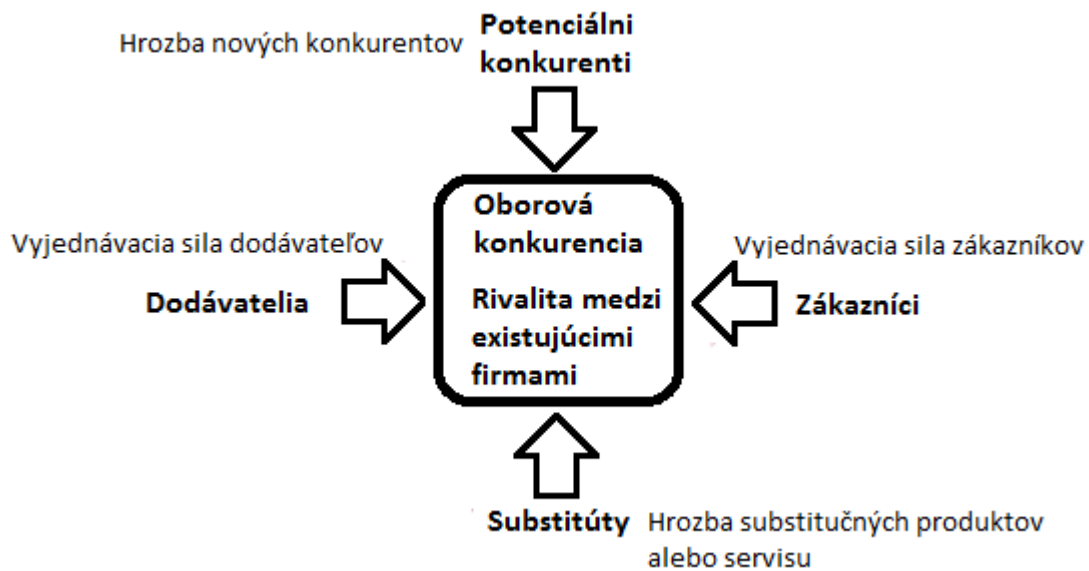 Hrozba nových konkurentov
Potenciálni
konkurenti
Oborová
konkurencia
Rivalita medzi
existujúcimi
firmami
Vyjednávacia sila dodávateľov
Dodávatelia
Vyjednávacia sila zákazníkov
Zákazníci
Substitúty
Hrozba substitučných produktov
alebo servisu